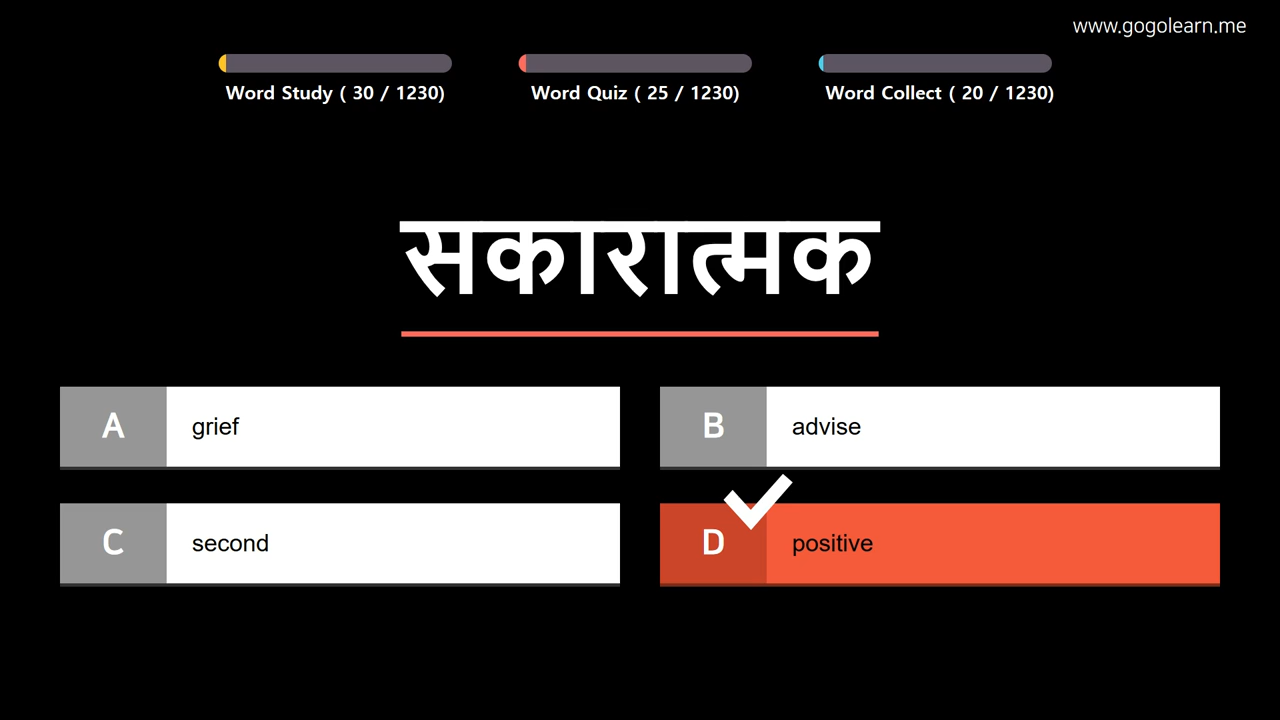 www.gogolearn.me
Word Study ( 30 / 1230)
Word Quiz ( 25 / 1230)
Word Collect ( 20 / 1230)
सकारात्मक
A
grief
B
advise
C
second
D
positive